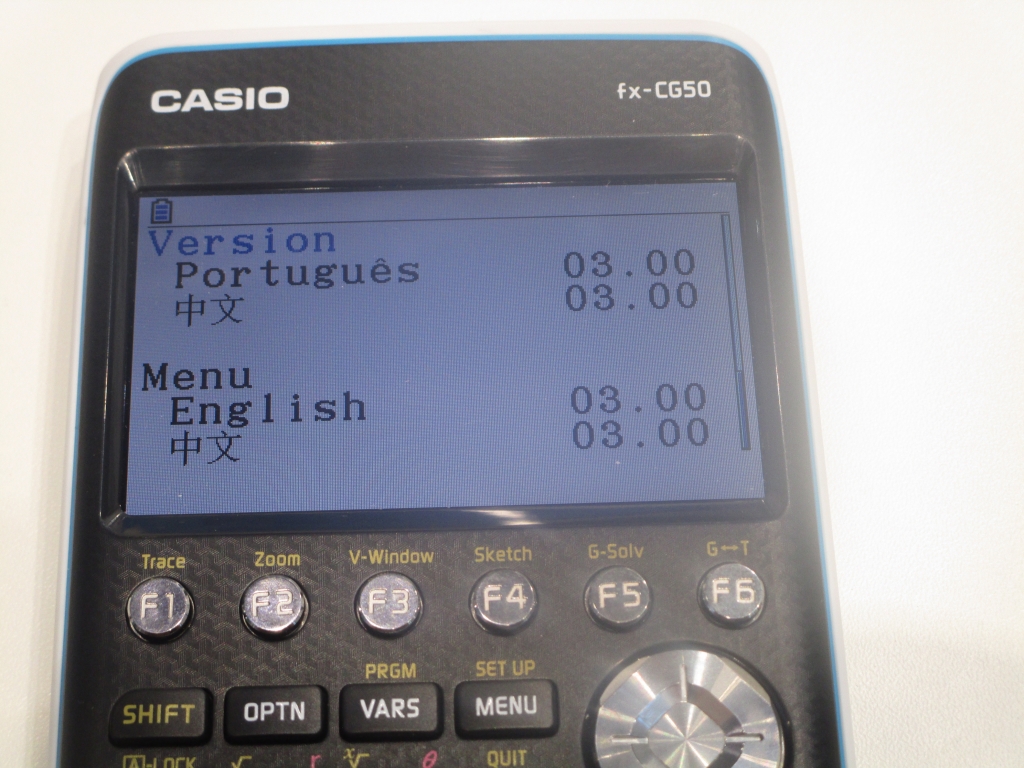 CASIO fx-CG50
Version
Português 03.00
中文 03.00
Menu
English 03.00
中文 03.00
Trace Zoom V-Window Sketch G-Solv G↔T
F1 F2 F3 F4 F5 F6
PRGM SET UP
SHIFT OPTN VARS MENU
A-LOCK √ r ˣ√ θ QUIT